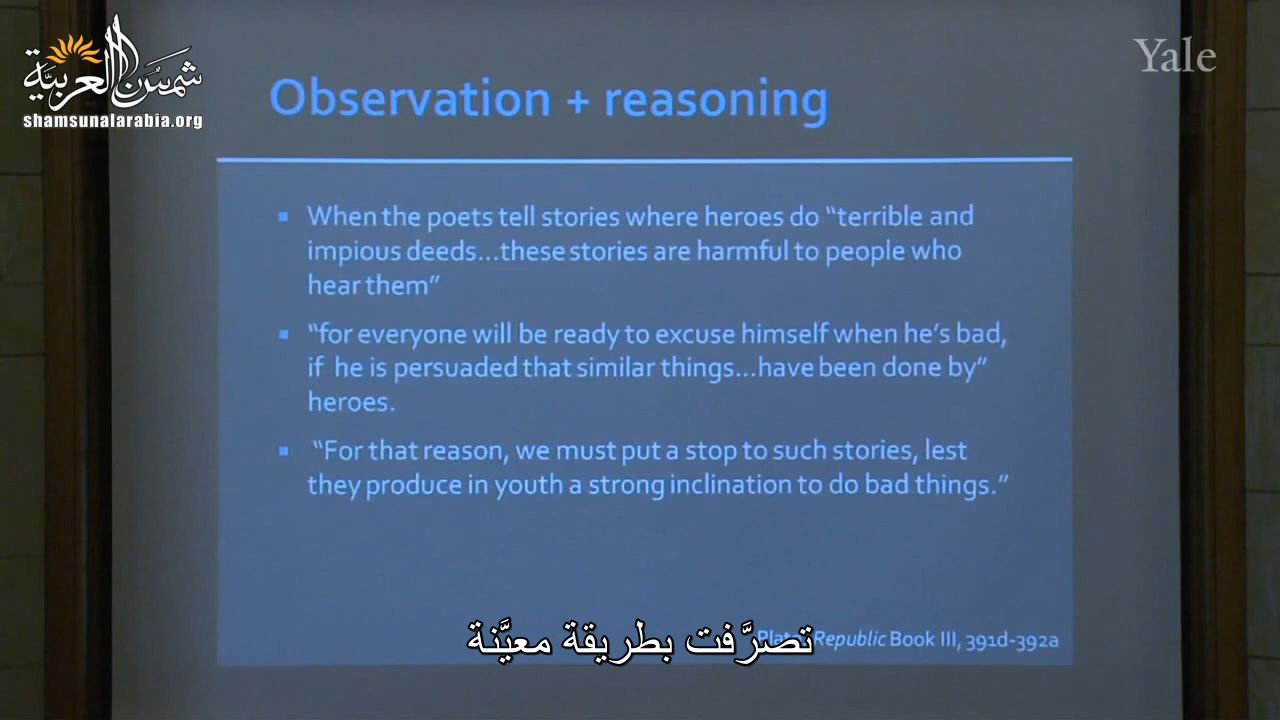 شمسُ العربيَّة
shamsunalarabia.org
Yale
Observation + reasoning
▪ When the poets tell stories where heroes do “terrible and
impious deeds...these stories are harmful to people who
hear them”
▪ “for everyone will be ready to excuse himself when he’s bad,
if he is persuaded that similar things...have been done by”
heroes.
▪ “For that reason, we must put a stop to such stories, lest
they produce in youth a strong inclination to do bad things.”
Republic Book III, 391d-392a
تصرَّفت بطريقة معيَّنة